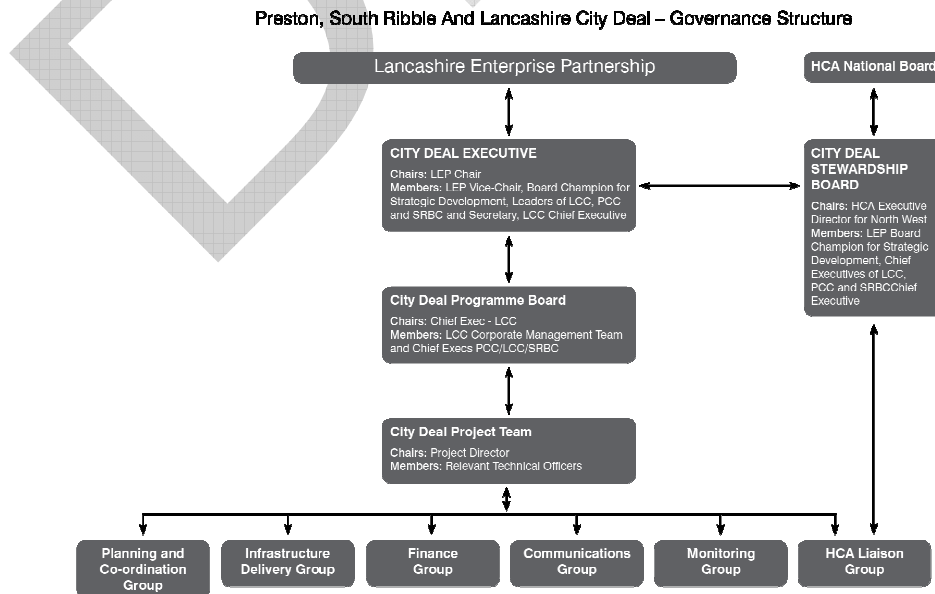 Preston, South Ribble And Lancashire City Deal – Governance Structure
Lancashire Enterprise Partnership
HCA National Board
CITY DEAL EXECUTIVE
Chairs: LEP Chair
Members: LEP Vice-Chair, Board Champion for
Strategic Development, Leaders of LCC, PCC
and SRBC and Secretary, LCC Chief Executive
CITY DEAL
STEWARDSHIP
BOARD
Chairs: HCA Executive
Director for North West
Members: LEP Board
Champion for Strategic
Development, Chief
Executives of LCC,
PCC and SRBCChief
Executive
City Deal Programme Board
Chairs: Chief Exec - LCC
Members: LCC Corporate Management Team
and Chief Execs PCC/LCC/SRBC
City Deal Project Team
Chairs: Project Director
Members: Relevant Technical Officers
Planning and
Co-ordination
Group
Infrastructure
Delivery Group
Finance
Group
Communications
Group
Monitoring
Group
HCA Liaison
Group